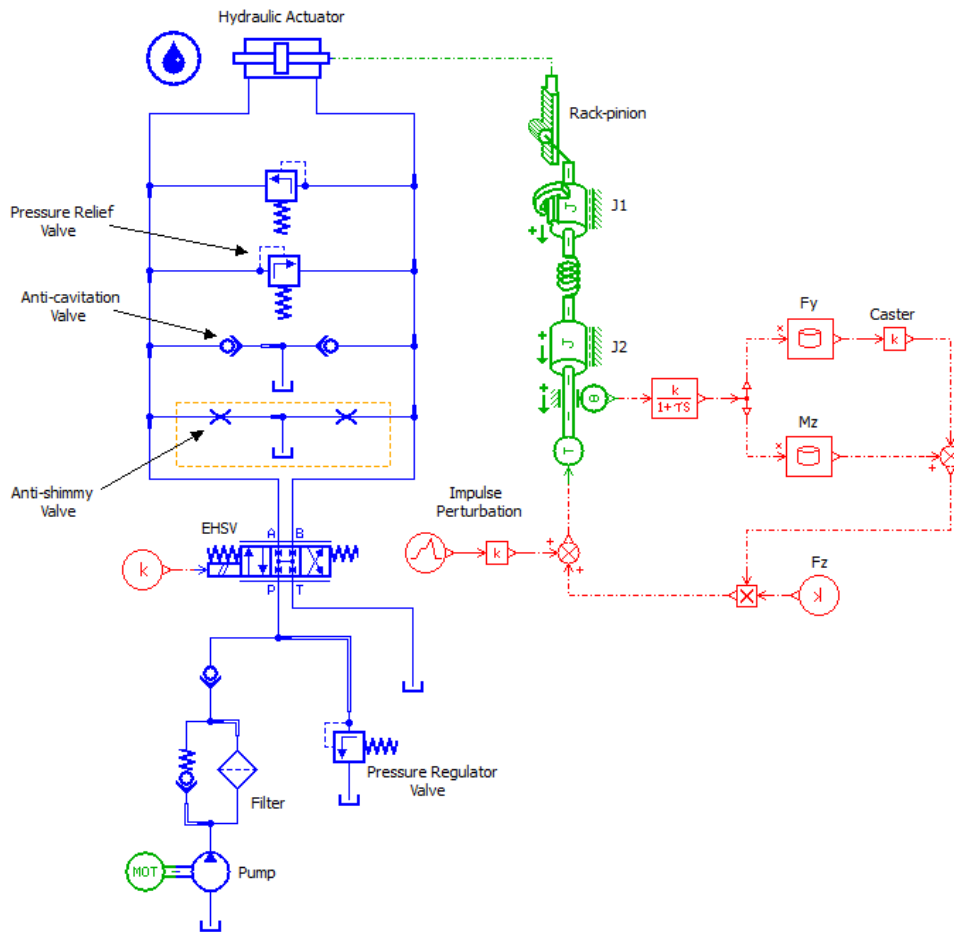 Hydraulic Actuator
Rack-pinion
J
J1
Pressure Relief
Valve
Anti-cavitation
Valve
J
J2
Fy
Caster
k
θ
k
1+τs
Mz
T
Anti-shimmy
Valve
Impulse
Perturbation
k
EHSV
A B
k
P T
Fz
k
Pressure Regulator
Valve
Filter
MOT
Pump